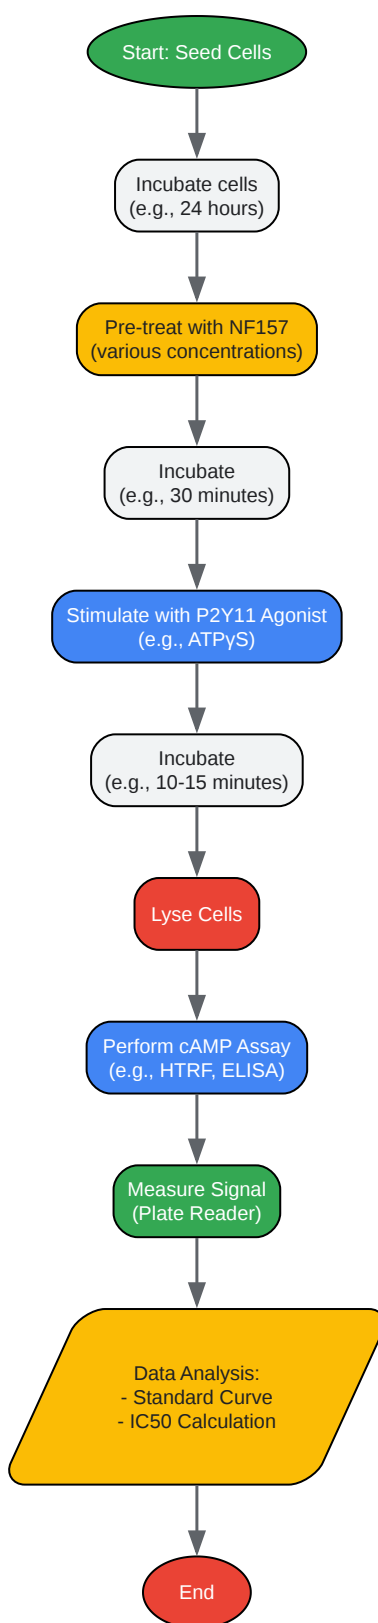 Start: Seed Cells
Incubate cells
(e.g., 24 hours)
Pre-treat with NF157
(various concentrations)
Incubate
(e.g., 30 minutes)
Stimulate with P2Y11 Agonist
(e.g., ATPγS)
Incubate
(e.g., 10-15 minutes)
Lyse Cells
Perform cAMP Assay
(e.g., HTRF, ELISA)
Measure Signal
(Plate Reader)
Data Analysis:
- Standard Curve
- IC50 Calculation
End